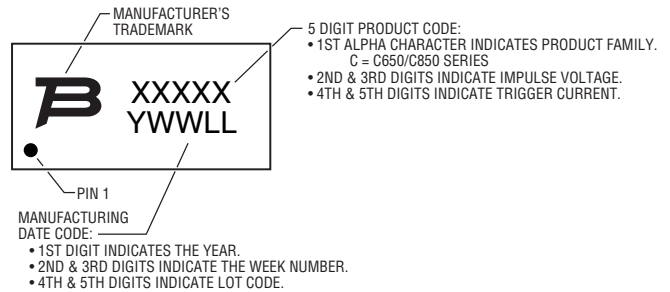 MANUFACTURER'S
TRADEMARK
XXXXX
YWWLL
PIN 1
MANUFACTURING
DATE CODE:
• 1ST DIGIT INDICATES THE YEAR.
• 2ND & 3RD DIGITS INDICATE THE WEEK NUMBER.
• 4TH & 5TH DIGITS INDICATE LOT CODE.
5 DIGIT PRODUCT CODE:
• 1ST ALPHA CHARACTER INDICATES PRODUCT FAMILY.
C = C650/C850 SERIES
• 2ND & 3RD DIGITS INDICATE IMPULSE VOLTAGE.
• 4TH & 5TH DIGITS INDICATE TRIGGER CURRENT.